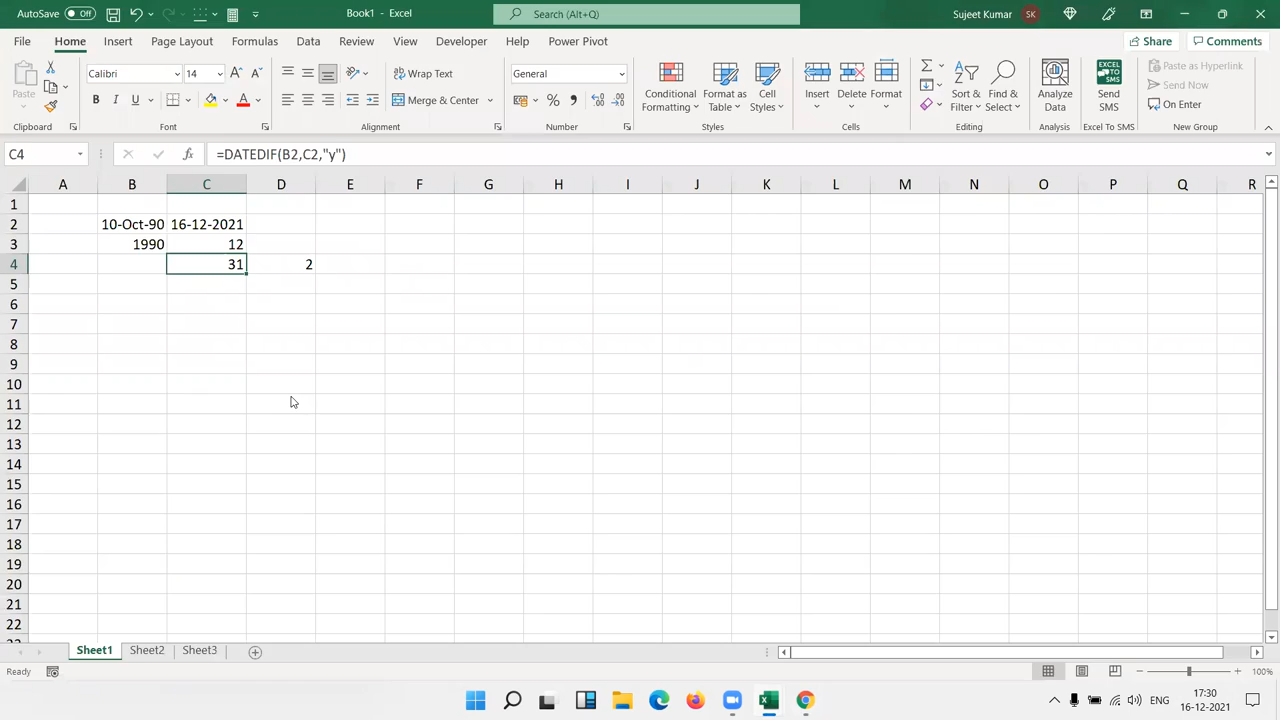 AutoSave Off Book1 - Excel Search (Alt+Q) Sujeet Kumar SK
File Home Insert Page Layout Formulas Data Review View Developer Help Power Pivot Share Comments
Paste Calibri 14 A A Wrap Text General Conditional Formatting Format as Table Cell Styles Insert Delete Format Sort & Filter Find & Select Analyze Data EXCEL TO SMS Send SMS Paste as Hyperlink
Send Now
B I U A Merge & Center % On Enter
Clipboard Font Alignment Number Styles Cells Editing Analysis Excel To SMS New Group
C4 fx =DATEDIF(B2,C2,"y")
A B C D E F G H I J K L M N O P Q R
1
2 10-Oct-90 16-12-2021
3 1990 12
4 31 2
5
6
7
8
9
10
11
12
13
14
15
16
17
18
19
20
21
22
Sheet1 Sheet2 Sheet3
Ready 100%
ENG 17:30
16-12-2021